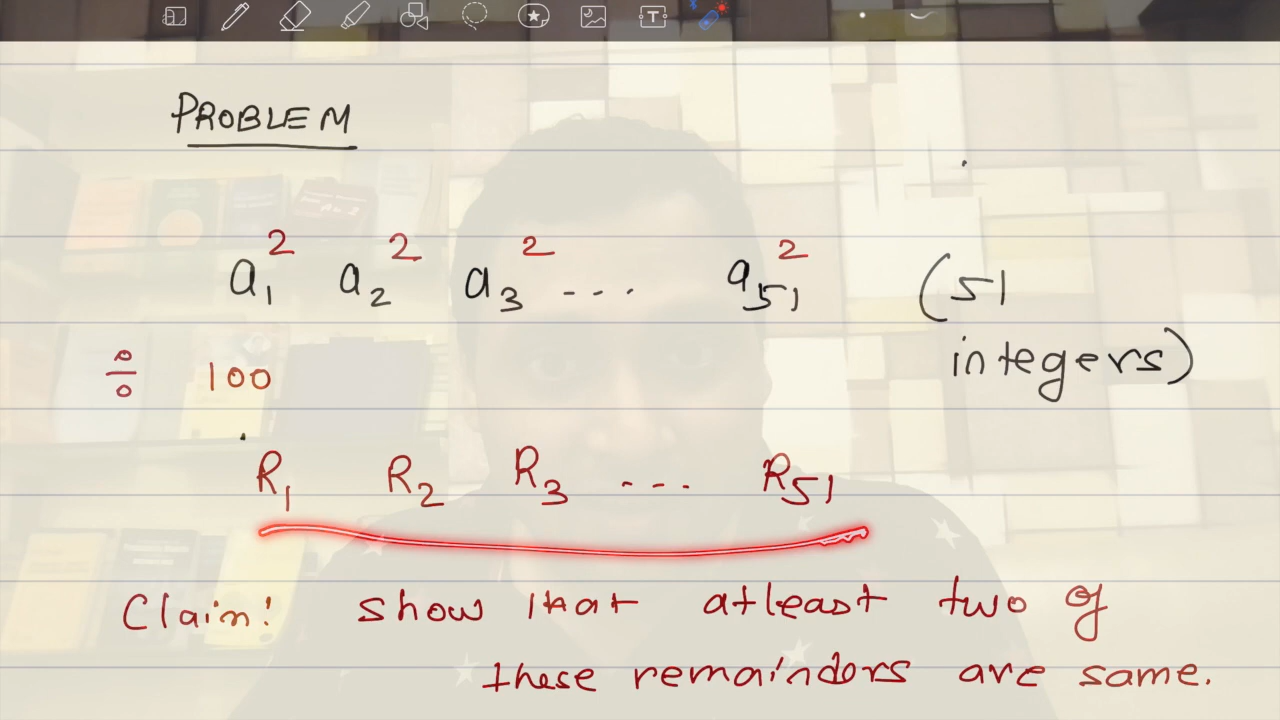 PROBLEM
a₁² a₂² a₃² ... a₅₁² (51
integers)
÷ 100
R₁ R₂ R₃ ... R₅₁
Claim! show that atleast two of
these remainders are same.